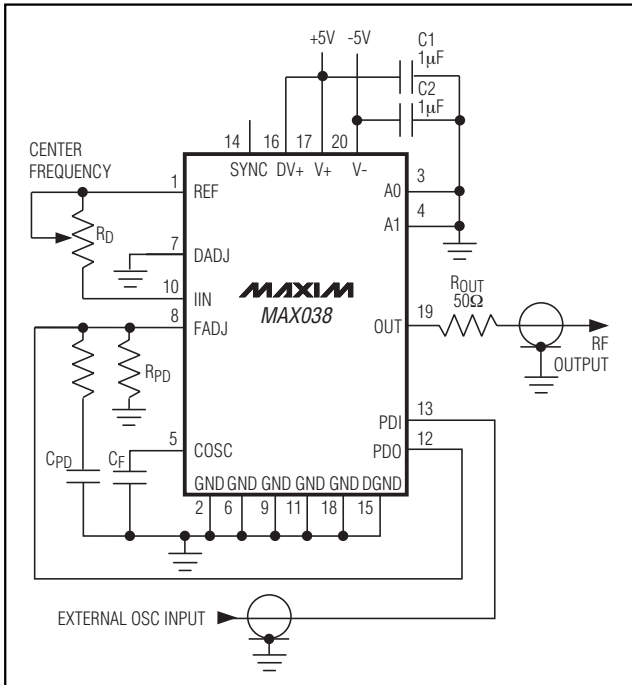 +5V -5V
C1
1µF
C2
1µF
14 16 17 20
SYNC DV+ V+ V-
CENTER
FREQUENCY
1 REF
RD
A0 3
A1 4
7 DADJ
10 IIN
MAXIM
MAX038
8 FADJ
ROUT
50Ω
OUT 19
RF
OUTPUT
RPD
PDI 13
PDO 12
5 COSC
CPD CF
GND GND GND GND GND DGND
2 6 9 11 18 15
EXTERNAL OSC INPUT